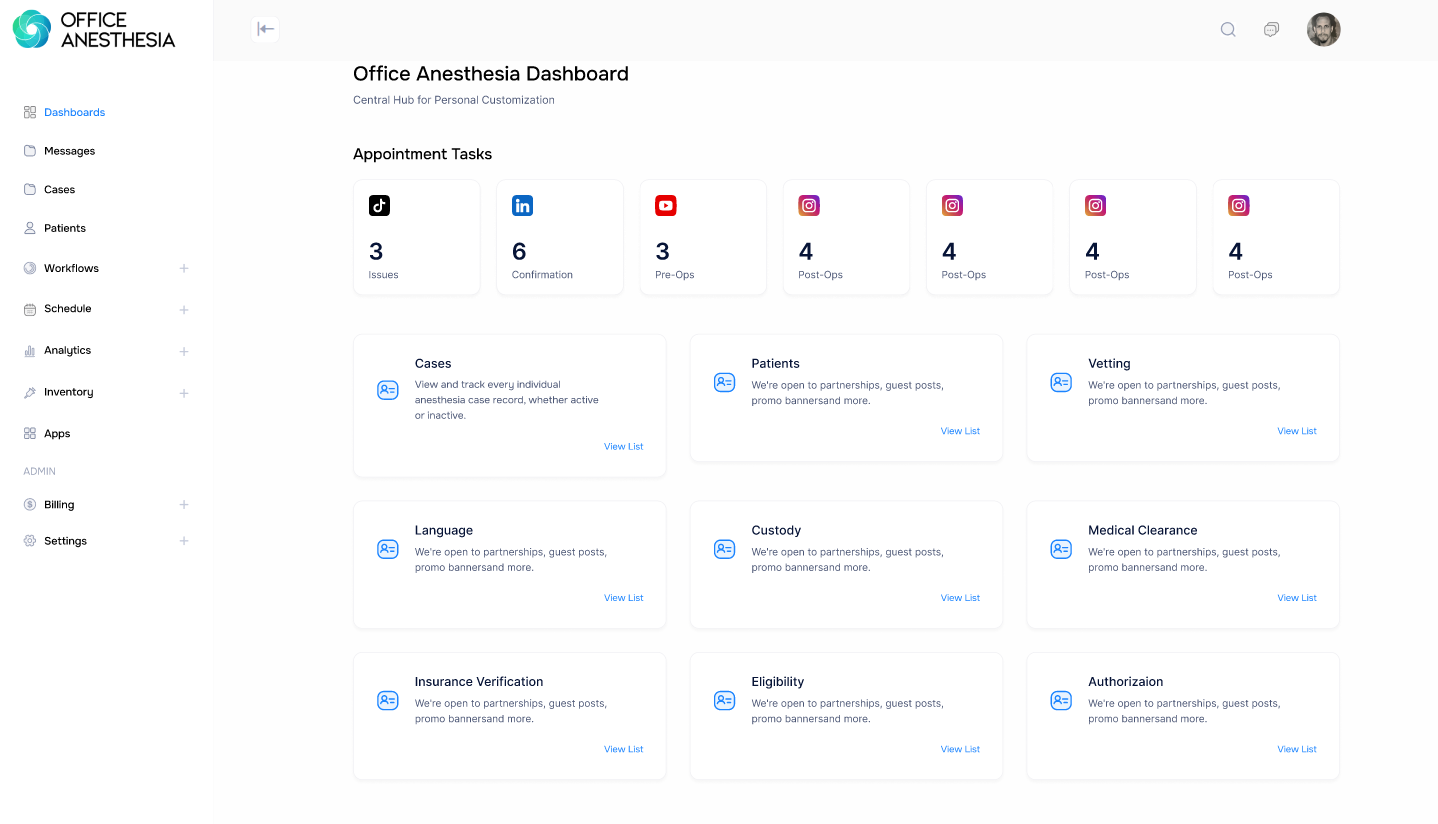 OFFICE
ANESTHESIA
Dashboards
Messages
Cases
Patients
Workflows
Schedule
Analytics
Inventory
Apps
ADMIN
Billing
Settings
Office Anesthesia Dashboard
Central Hub for Personal Customization
Appointment Tasks
3
Issues
in
6
Confirmation
3
Pre-Ops
4
Post-Ops
4
Post-Ops
4
Post-Ops
4
Post-Ops
Cases
View and track every individual
anesthesia case record, whether active
or inactive.
View List
Patients
We're open to partnerships, guest posts,
promo bannersand more.
View List
Vetting
We're open to partnerships, guest posts,
promo bannersand more.
View List
Language
We're open to partnerships, guest posts,
promo bannersand more.
View List
Custody
We're open to partnerships, guest posts,
promo bannersand more.
View List
Medical Clearance
We're open to partnerships, guest posts,
promo bannersand more.
View List
Insurance Verification
We're open to partnerships, guest posts,
promo bannersand more.
View List
Eligibility
We're open to partnerships, guest posts,
promo bannersand more.
View List
Authorizaion
We're open to partnerships, guest posts,
promo bannersand more.
View List